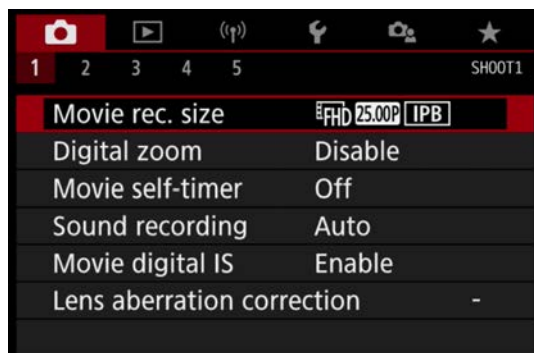 1 2 3 4 5 SHOOT1
Movie rec. size FHD 25.00P IPB
Digital zoom Disable
Movie self-timer Off
Sound recording Auto
Movie digital IS Enable
Lens aberration correction -